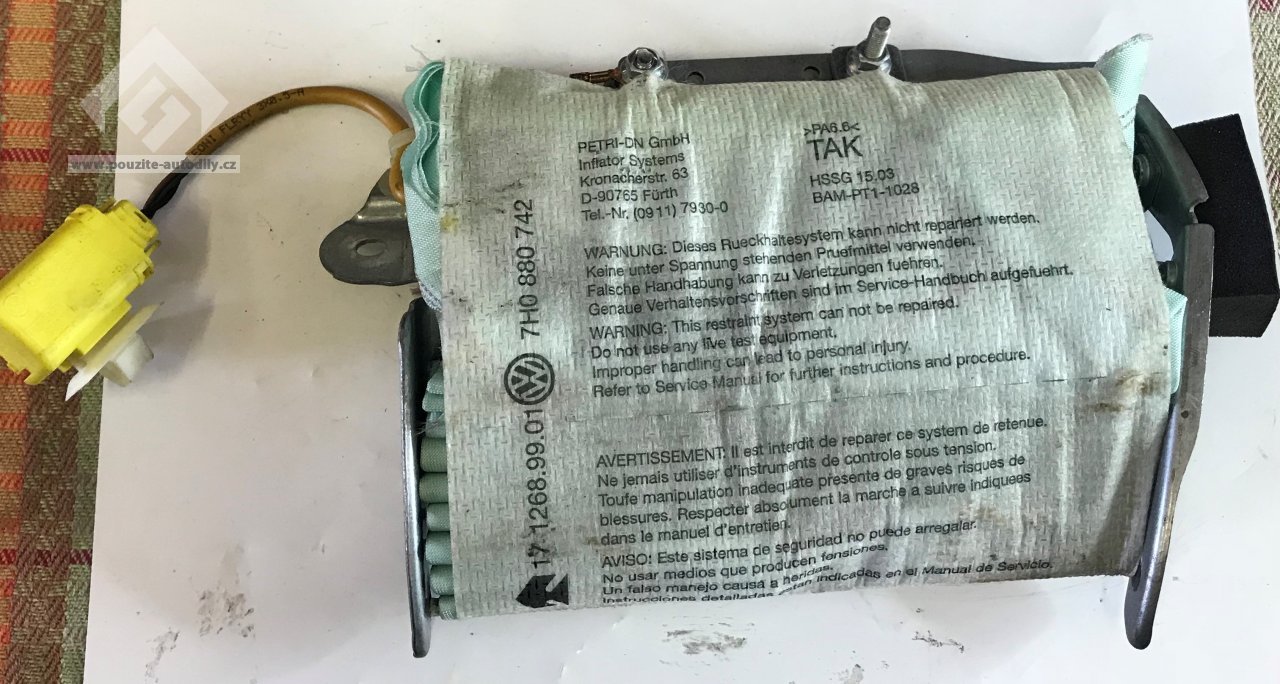 www.pouzite-autodily.cz
PETRI-DN GmbH
Inflator Systems
Kronacherstr. 63
D-90765 Fürth
Tel.-Nr. (0911) 7930-0
>PA6.6<
TAK
HSSG 15.03
BAM-PT1-1028
WARNUNG: Dieses Rueckhaltesystem kann nicht repariert werden.
Keine unter Spannung stehenden Pruefmittel verwenden.
Falsche Handhabung kann zu Verletzungen fuehren.
Genaue Verhaltensvorschriften sind im Service-Handbuch aufgefuehrt.
WARNING: This restraint system can not be repaired.
Do not use any live test equipment.
Improper handling can lead to personal injury.
Refer to Service Manual for further instructions and procedure.
AVERTISSEMENT: Il est interdit de reparer ce system de retenue.
Ne jamais utiliser d'instruments de controle sous tension.
Toufe manipulation inadequate presente de graves risques de
blessures. Respecter absolument la marche a suivre indiquees
dans le manuel d'entretien.
AVISO: Este sistema de seguridad no puede arregalar.
No usar medios que producen fensiones.
Un falso manejo causa a heridas.
Instrucciones detalladas estan indicadas en el Manual de Servicio.
17 1268.99.01 VW 7H0 880 742